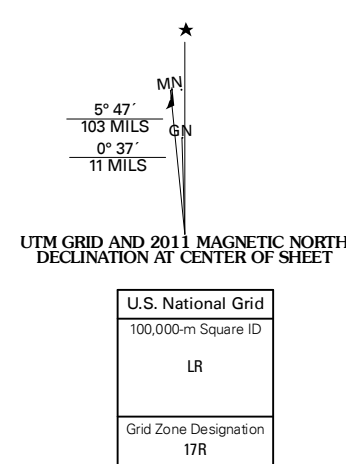 ★
MN
5° 47´
103 MILS
GN
0° 37´
11 MILS
UTM GRID AND 2011 MAGNETIC NORTH
DECLINATION AT CENTER OF SHEET
U.S. National Grid
100,000-m Square ID
LR
Grid Zone Designation
17R